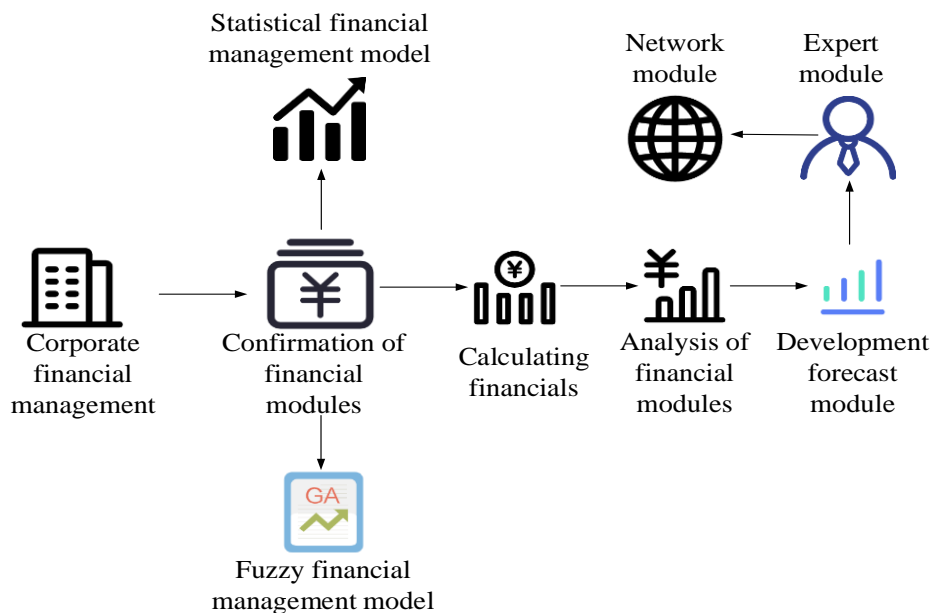 Statistical financial
management model
Network
module
Expert
module
¥
¥
¥
Corporate
financial
management
Confirmation of
financial
modules
Calculating
financials
Analysis of
financial
modules
Development
forecast
module
GA
Fuzzy financial
management model